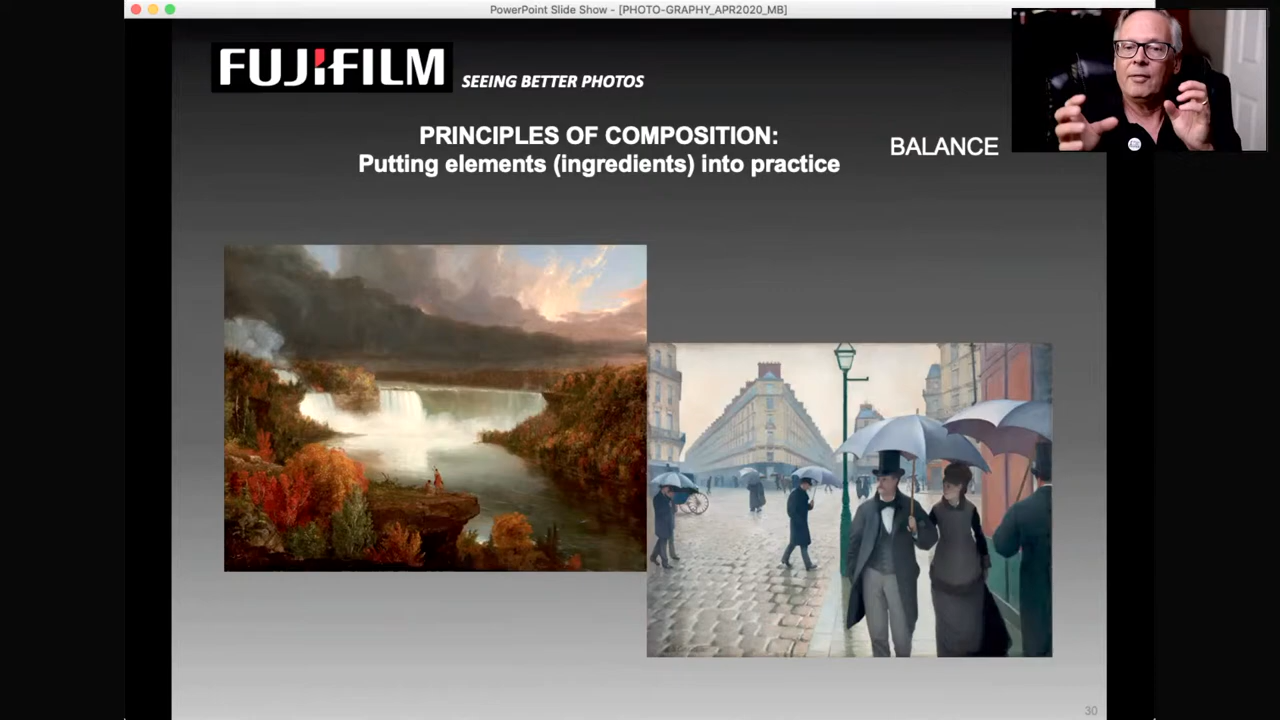 PowerPoint Slide Show - [PHOTO-GRAPHY_APR2020_MB]
FUJIFILM SEEING BETTER PHOTOS
PRINCIPLES OF COMPOSITION:
Putting elements (ingredients) into practice
BALANCE
30